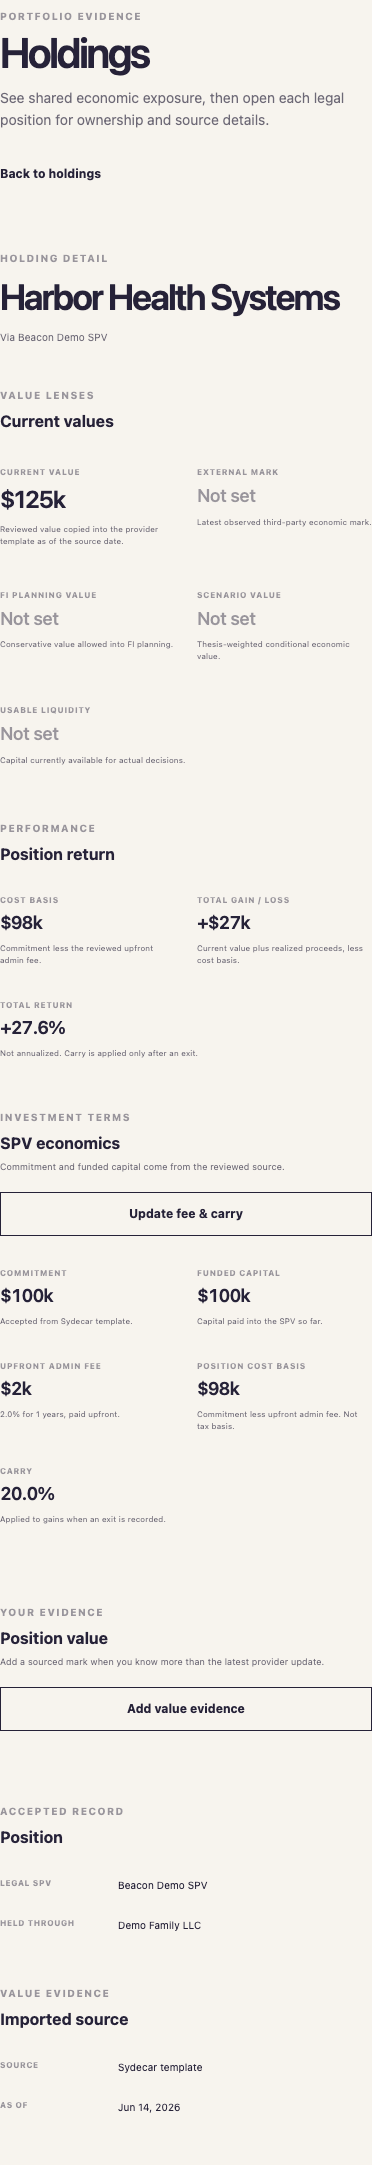 PORTFOLIO EVIDENCE
Holdings
See shared economic exposure, then open each legal
position for ownership and source details.
Back to holdings
HOLDING DETAIL
Harbor Health Systems
Via Beacon Demo SPV
VALUE LENSES
Current values
CURRENT VALUE
$125k
Reviewed value copied into the provider
template as of the source date.
EXTERNAL MARK
Not set
Latest observed third-party economic mark.
FI PLANNING VALUE
Not set
Conservative value allowed into FI planning.
SCENARIO VALUE
Not set
Thesis-weighted conditional economic
value.
USABLE LIQUIDITY
Not set
Capital currently available for actual decisions.
PERFORMANCE
Position return
COST BASIS
$98k
Commitment less the reviewed upfront
admin fee.
TOTAL GAIN / LOSS
+$27k
Current value plus realized proceeds, less
cost basis.
TOTAL RETURN
+27.6%
Not annualized. Carry is applied only after an exit.
INVESTMENT TERMS
SPV economics
Commitment and funded capital come from the reviewed source.
Update fee & carry
COMMITMENT
$100k
Accepted from Sydecar template.
FUNDED CAPITAL
$100k
Capital paid into the SPV so far.
UPFRONT ADMIN FEE
$2k
2.0% for 1 years, paid upfront.
POSITION COST BASIS
$98k
Commitment less upfront admin fee. Not
tax basis.
CARRY
20.0%
Applied to gains when an exit is recorded.
YOUR EVIDENCE
Position value
Add a sourced mark when you know more than the latest provider update.
Add value evidence
ACCEPTED RECORD
Position
LEGAL SPV
Beacon Demo SPV
HELD THROUGH
Demo Family LLC
VALUE EVIDENCE
Imported source
SOURCE
Sydecar template
AS OF
Jun 14, 2026